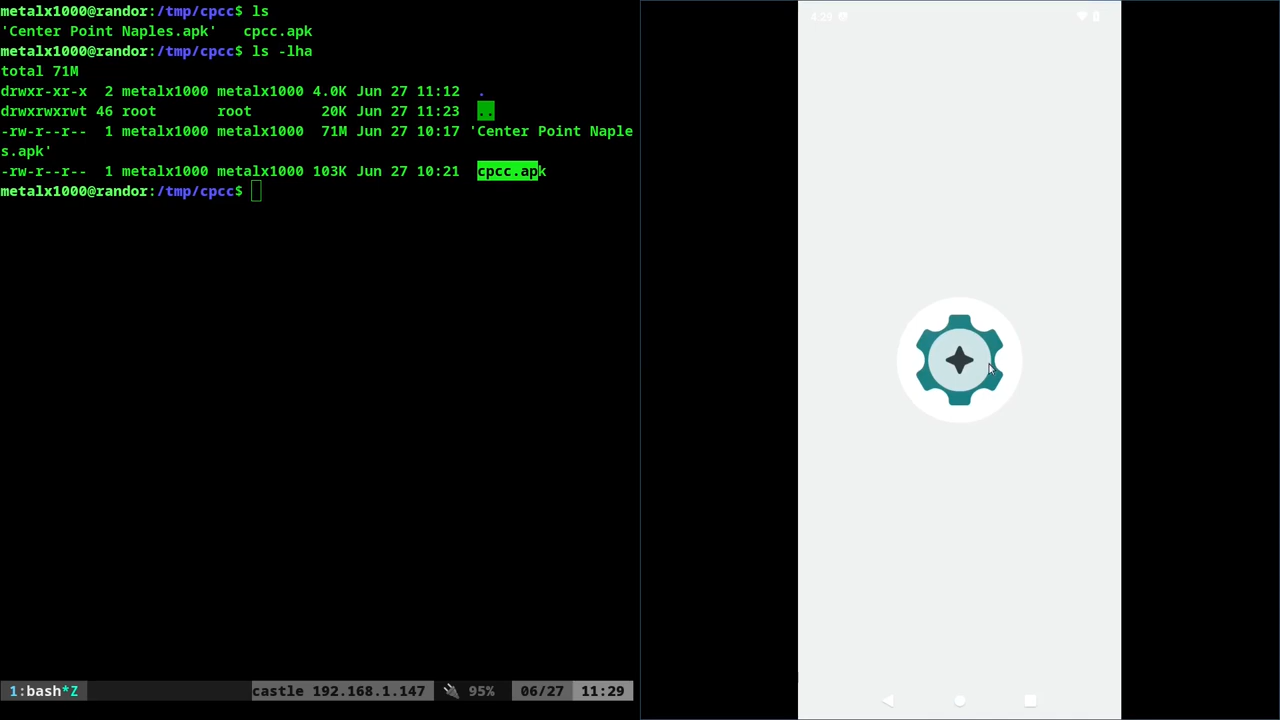 metalx1000@randor:/tmp/cpcc$ ls
'Center Point Naples.apk'   cpcc.apk
metalx1000@randor:/tmp/cpcc$ ls -lha
total 71M
drwxr-xr-x  2 metalx1000 metalx1000 4.0K Jun 27 11:12  .
drwxrwxrwt 46 root       root        20K Jun 27 11:23  ..
-rw-r--r--  1 metalx1000 metalx1000  71M Jun 27 10:17 'Center Point Naple
s.apk'
-rw-r--r--  1 metalx1000 metalx1000 103K Jun 27 10:21  cpcc.apk
metalx1000@randor:/tmp/cpcc$
1:bash*Z castle 192.168.1.147 95% 06/27 11:29
4:29